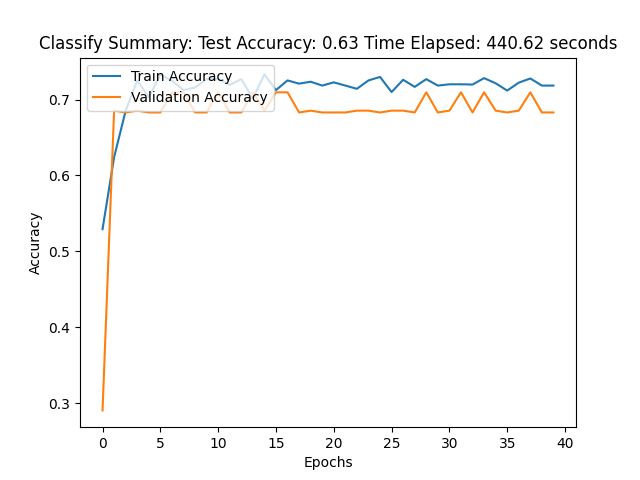 Classify Summary: Test Accuracy: 0.63 Time Elapsed: 440.62 seconds
Train Accuracy
Validation Accuracy
0.7
0.6
0.5
0.4
0.3
Accuracy
0 5 10 15 20 25 30 35 40
Epochs